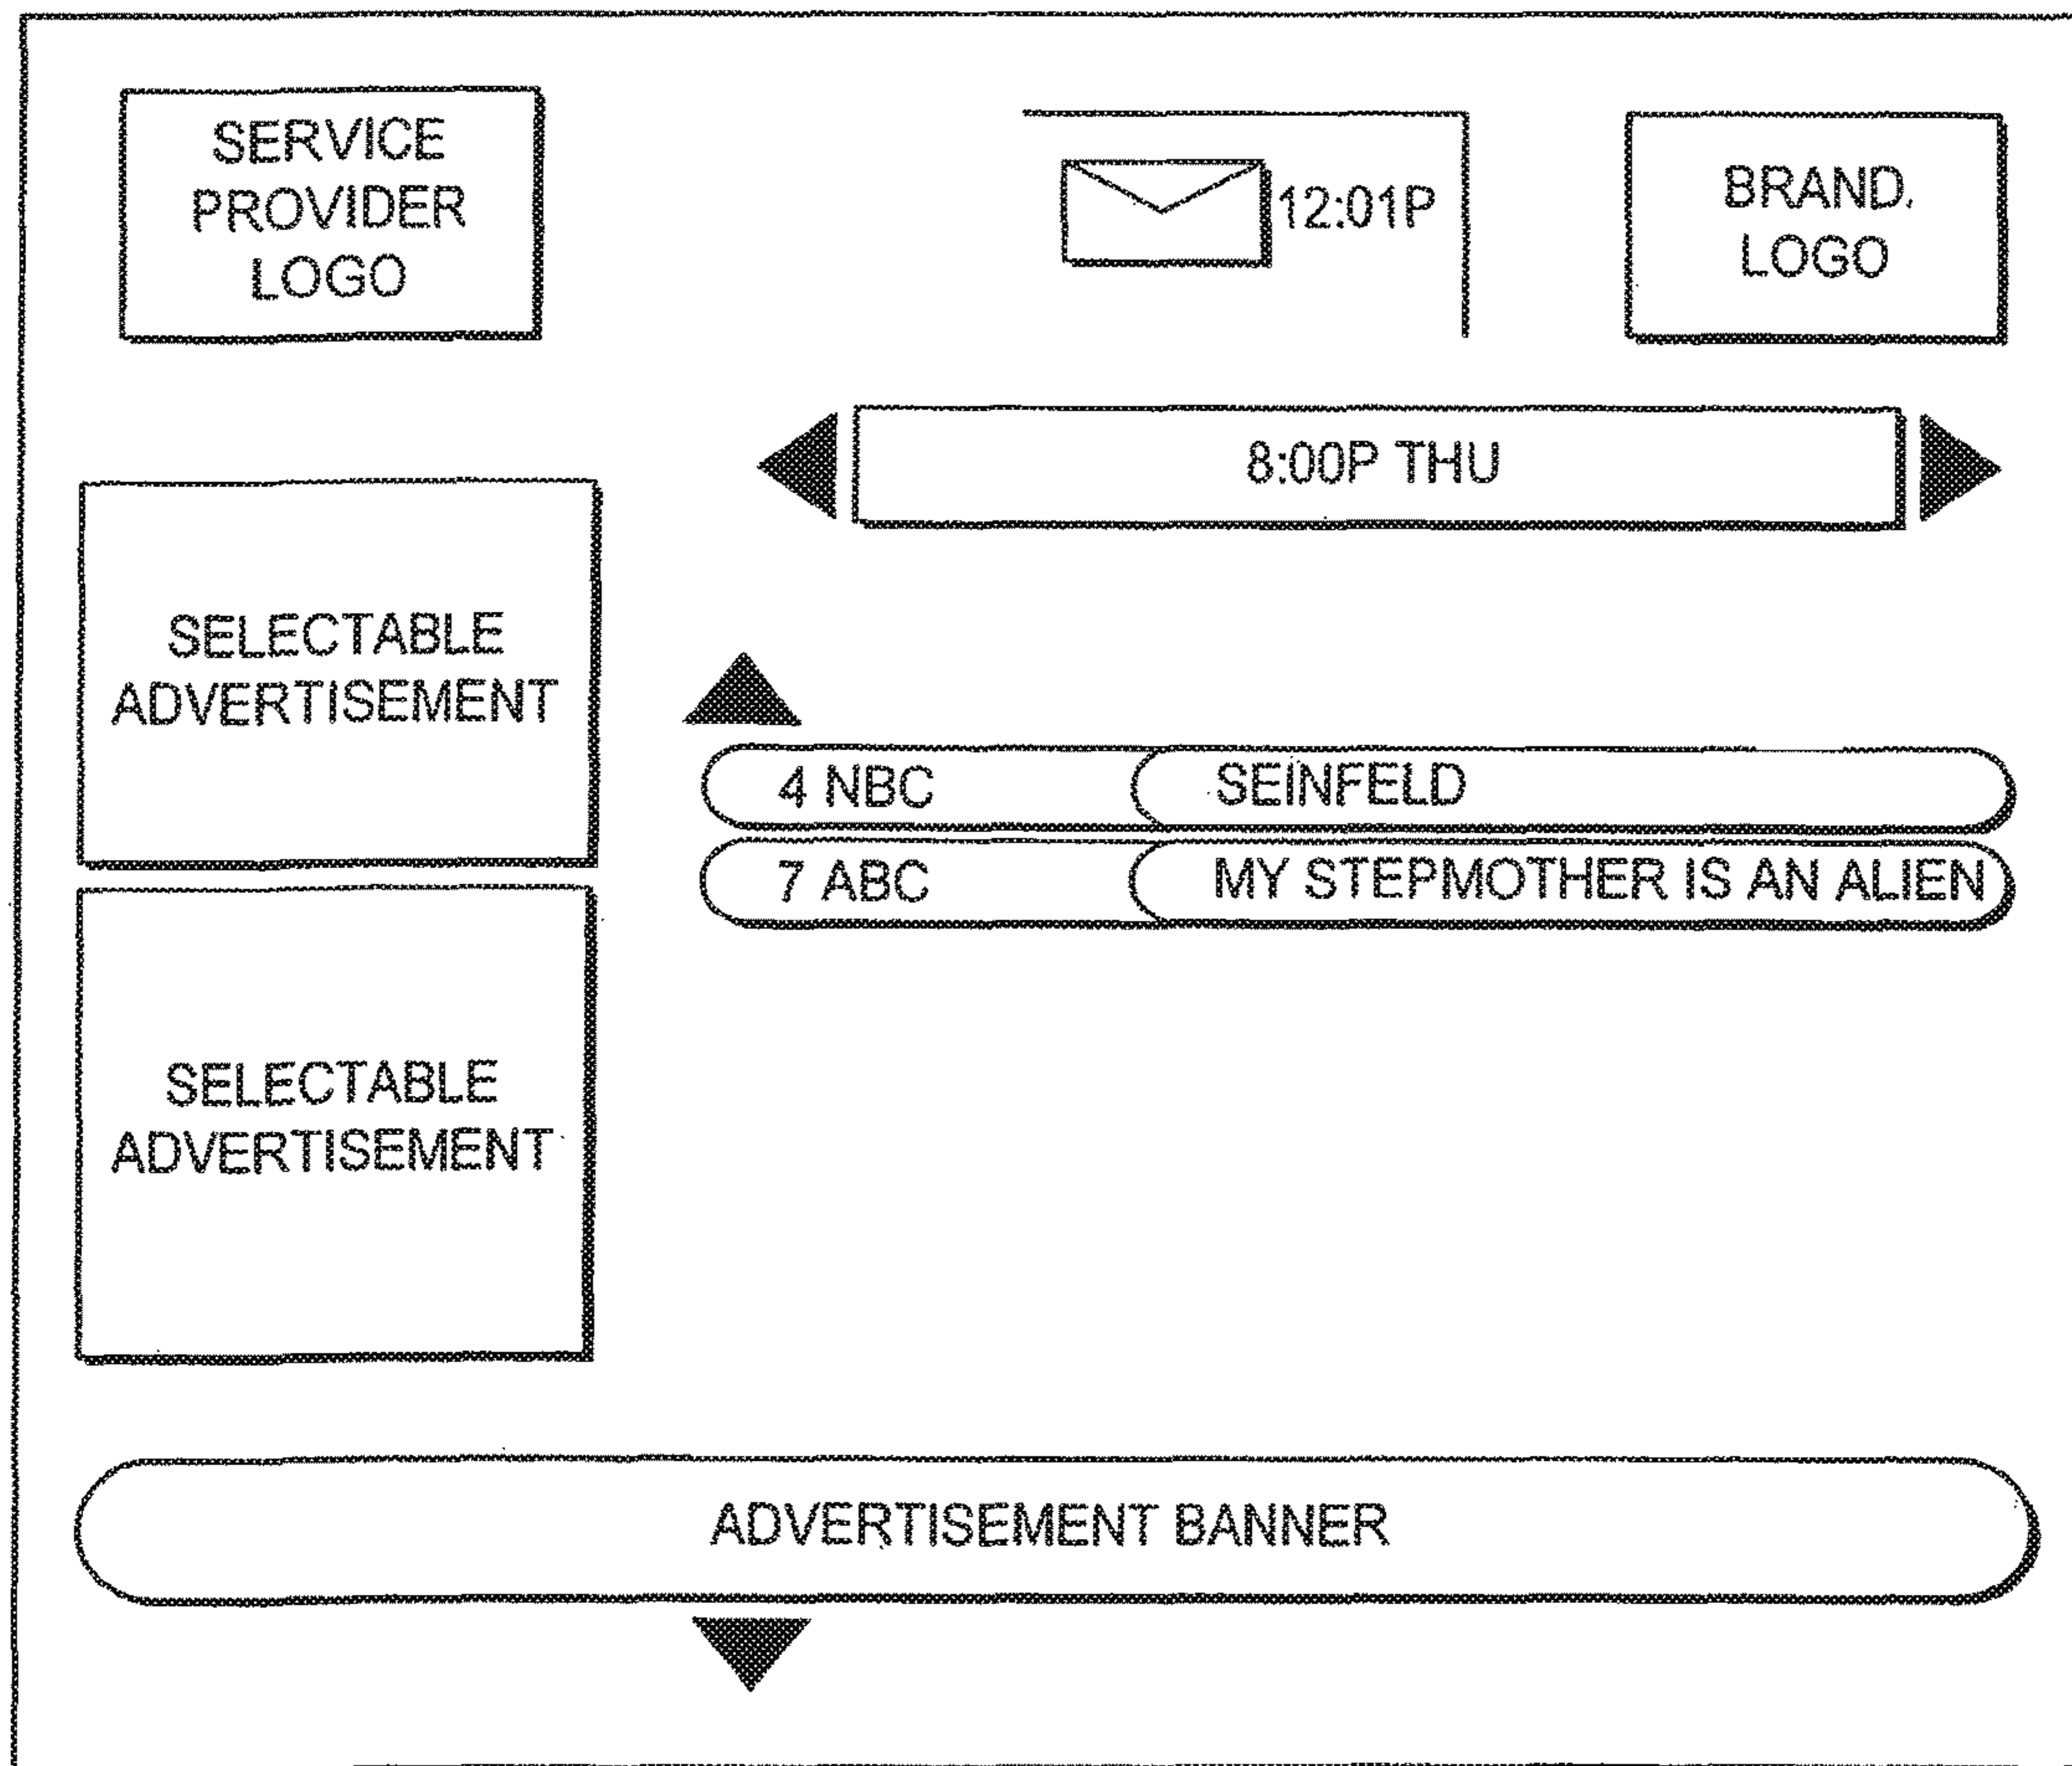 SERVICE
PROVIDER
LOGO
12:01P
BRAND.
LOGO
8:00P THU
SELECTABLE
ADVERTISEMENT
4 NBC SEINFELD
7 ABC MY STEPMOTHER IS AN ALIEN
SELECTABLE
ADVERTISEMENT
ADVERTISEMENT BANNER